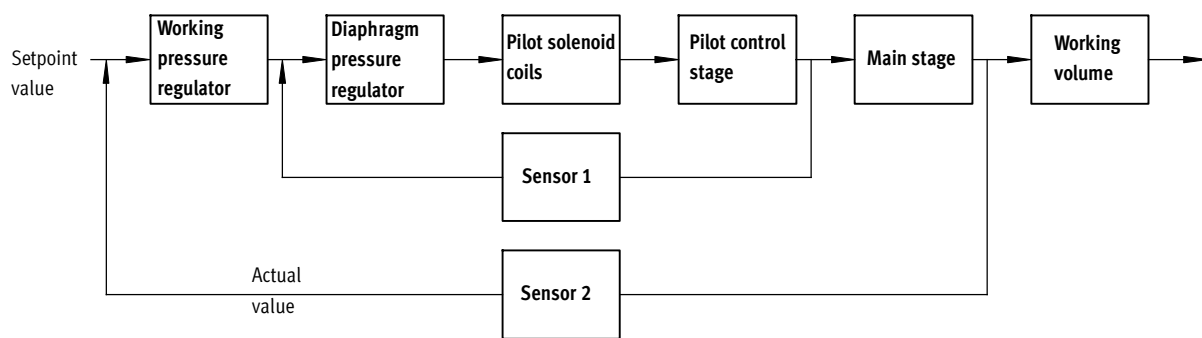 Setpoint
value
Working
pressure
regulator
Diaphragm
pressure
regulator
Pilot solenoid
coils
Pilot control
stage
Main stage
Working
volume
Sensor 1
Actual
value
Sensor 2